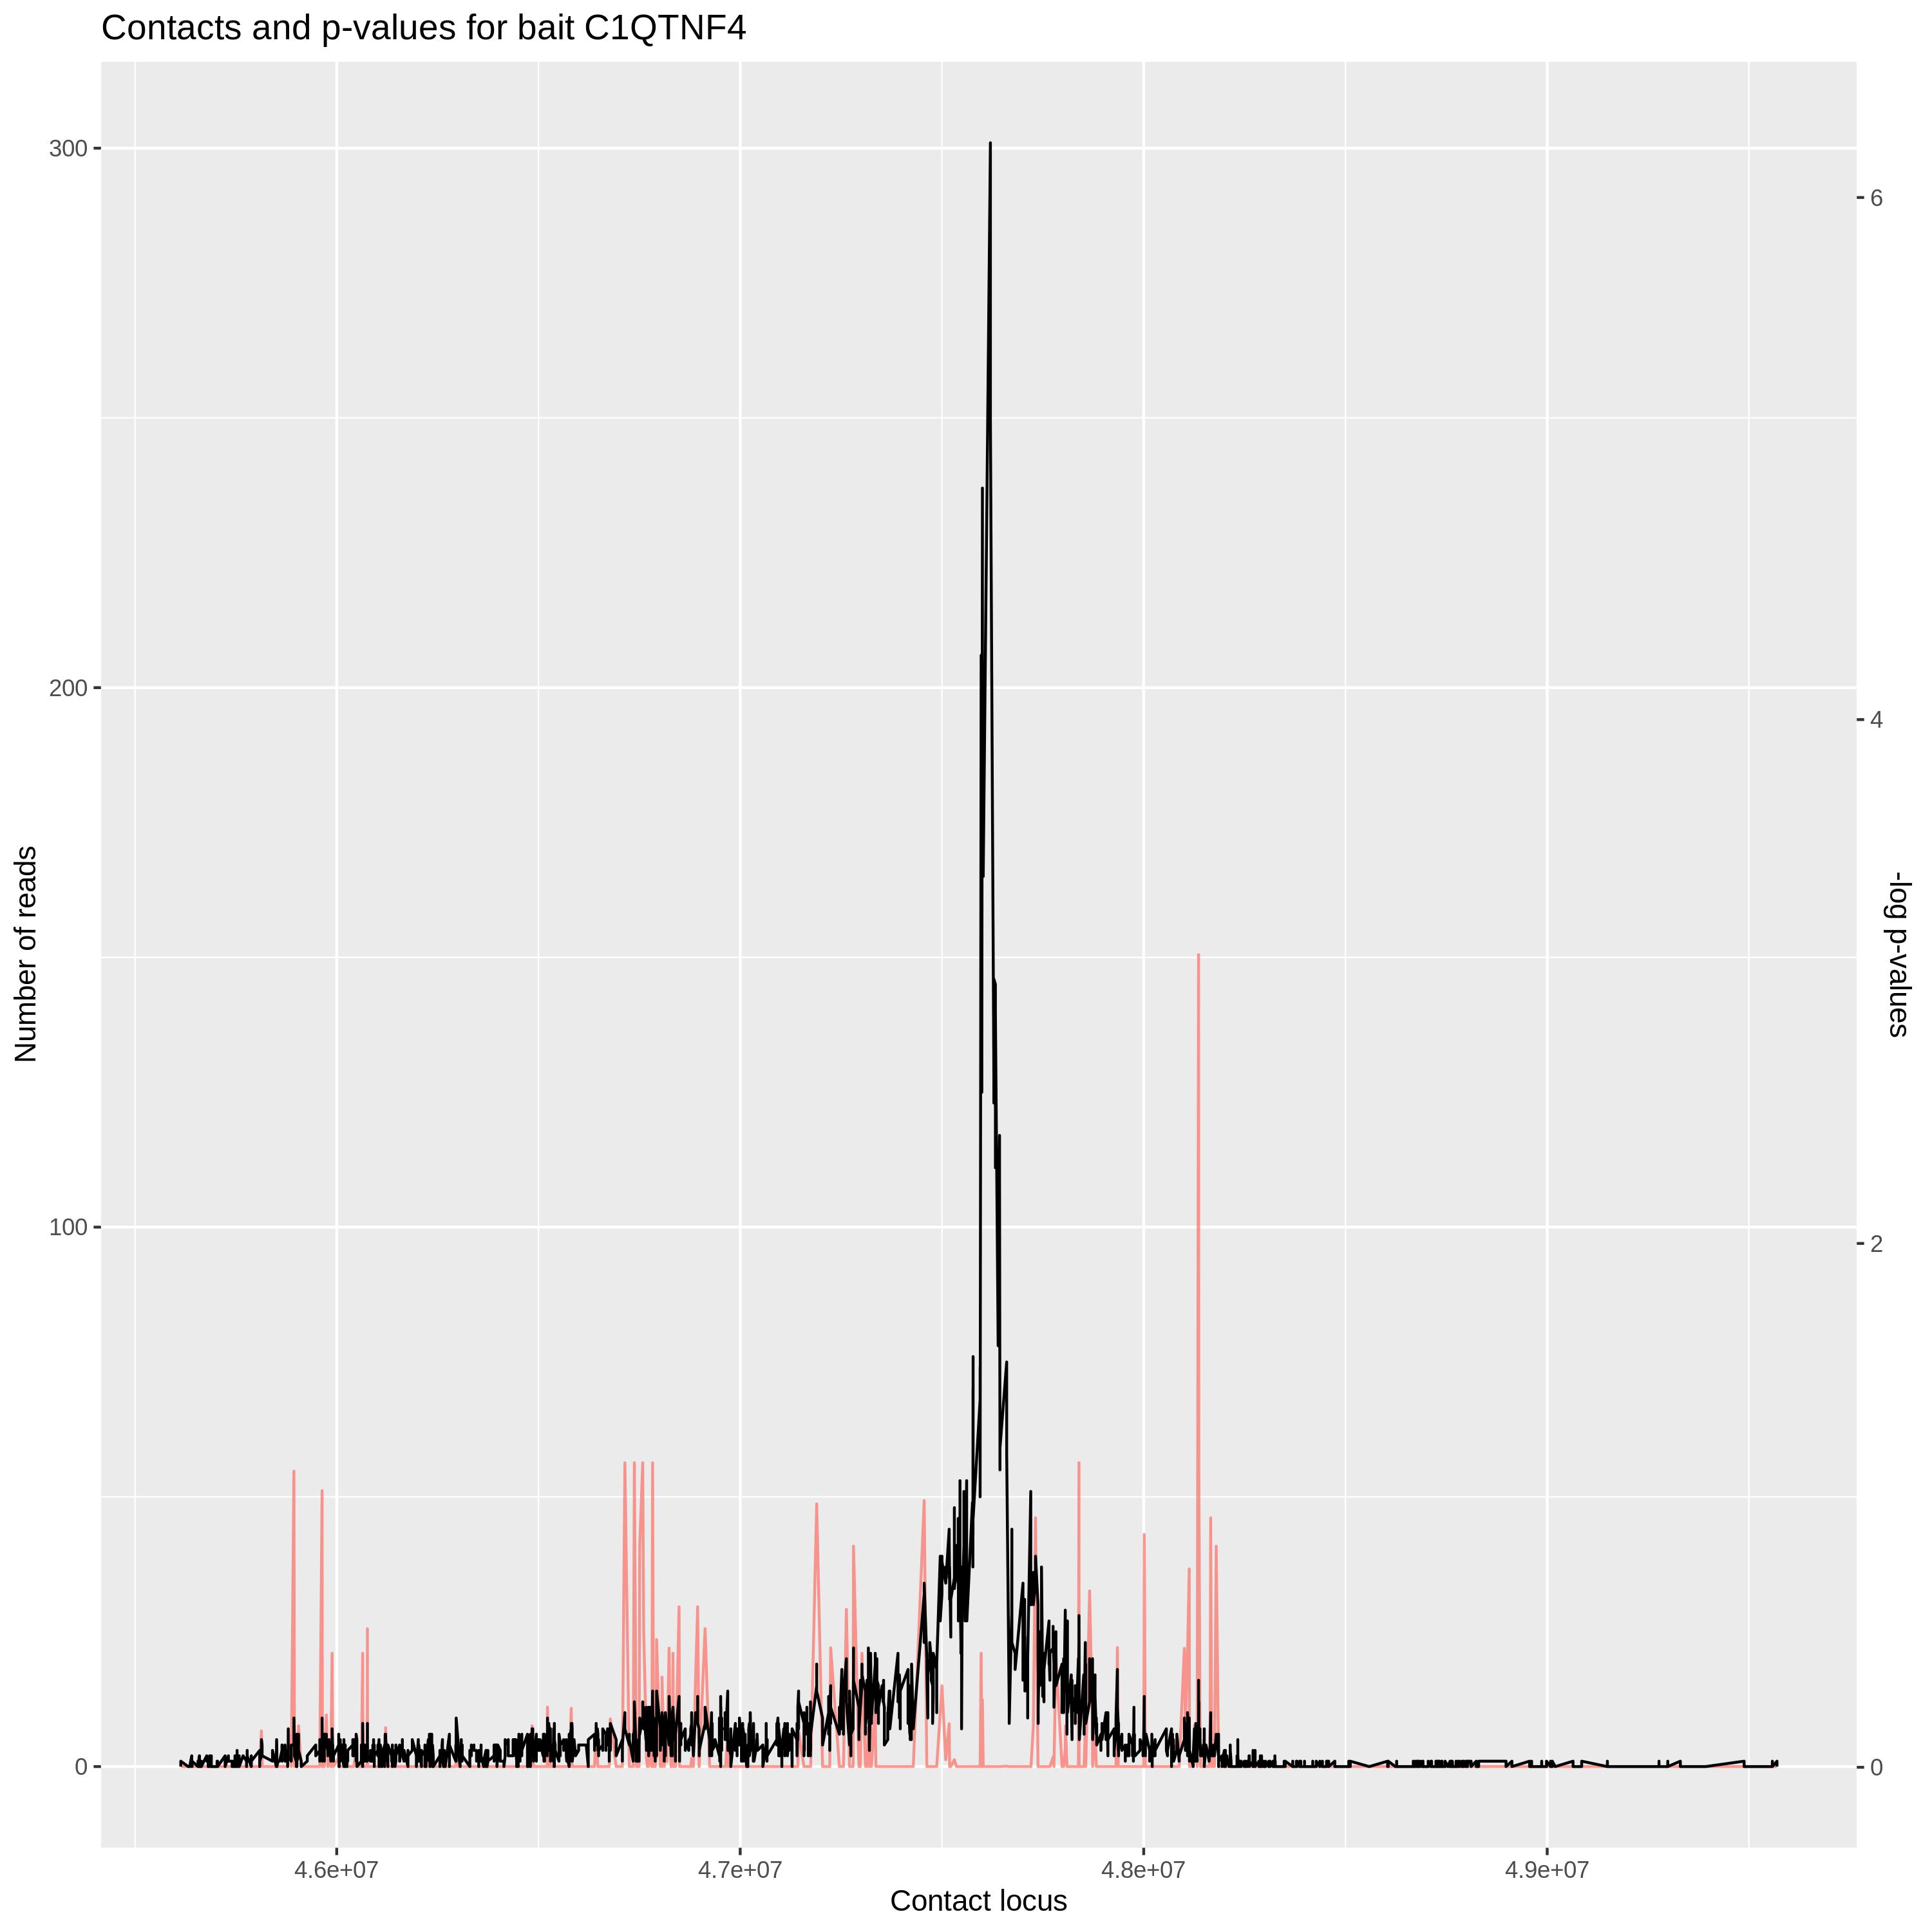 Contacts and p-values for bait C1QTNF4
300
200
100
0
Number of reads
6
4
2
0
-log p-values
4.6e+07 4.7e+07 4.8e+07 4.9e+07
Contact locus